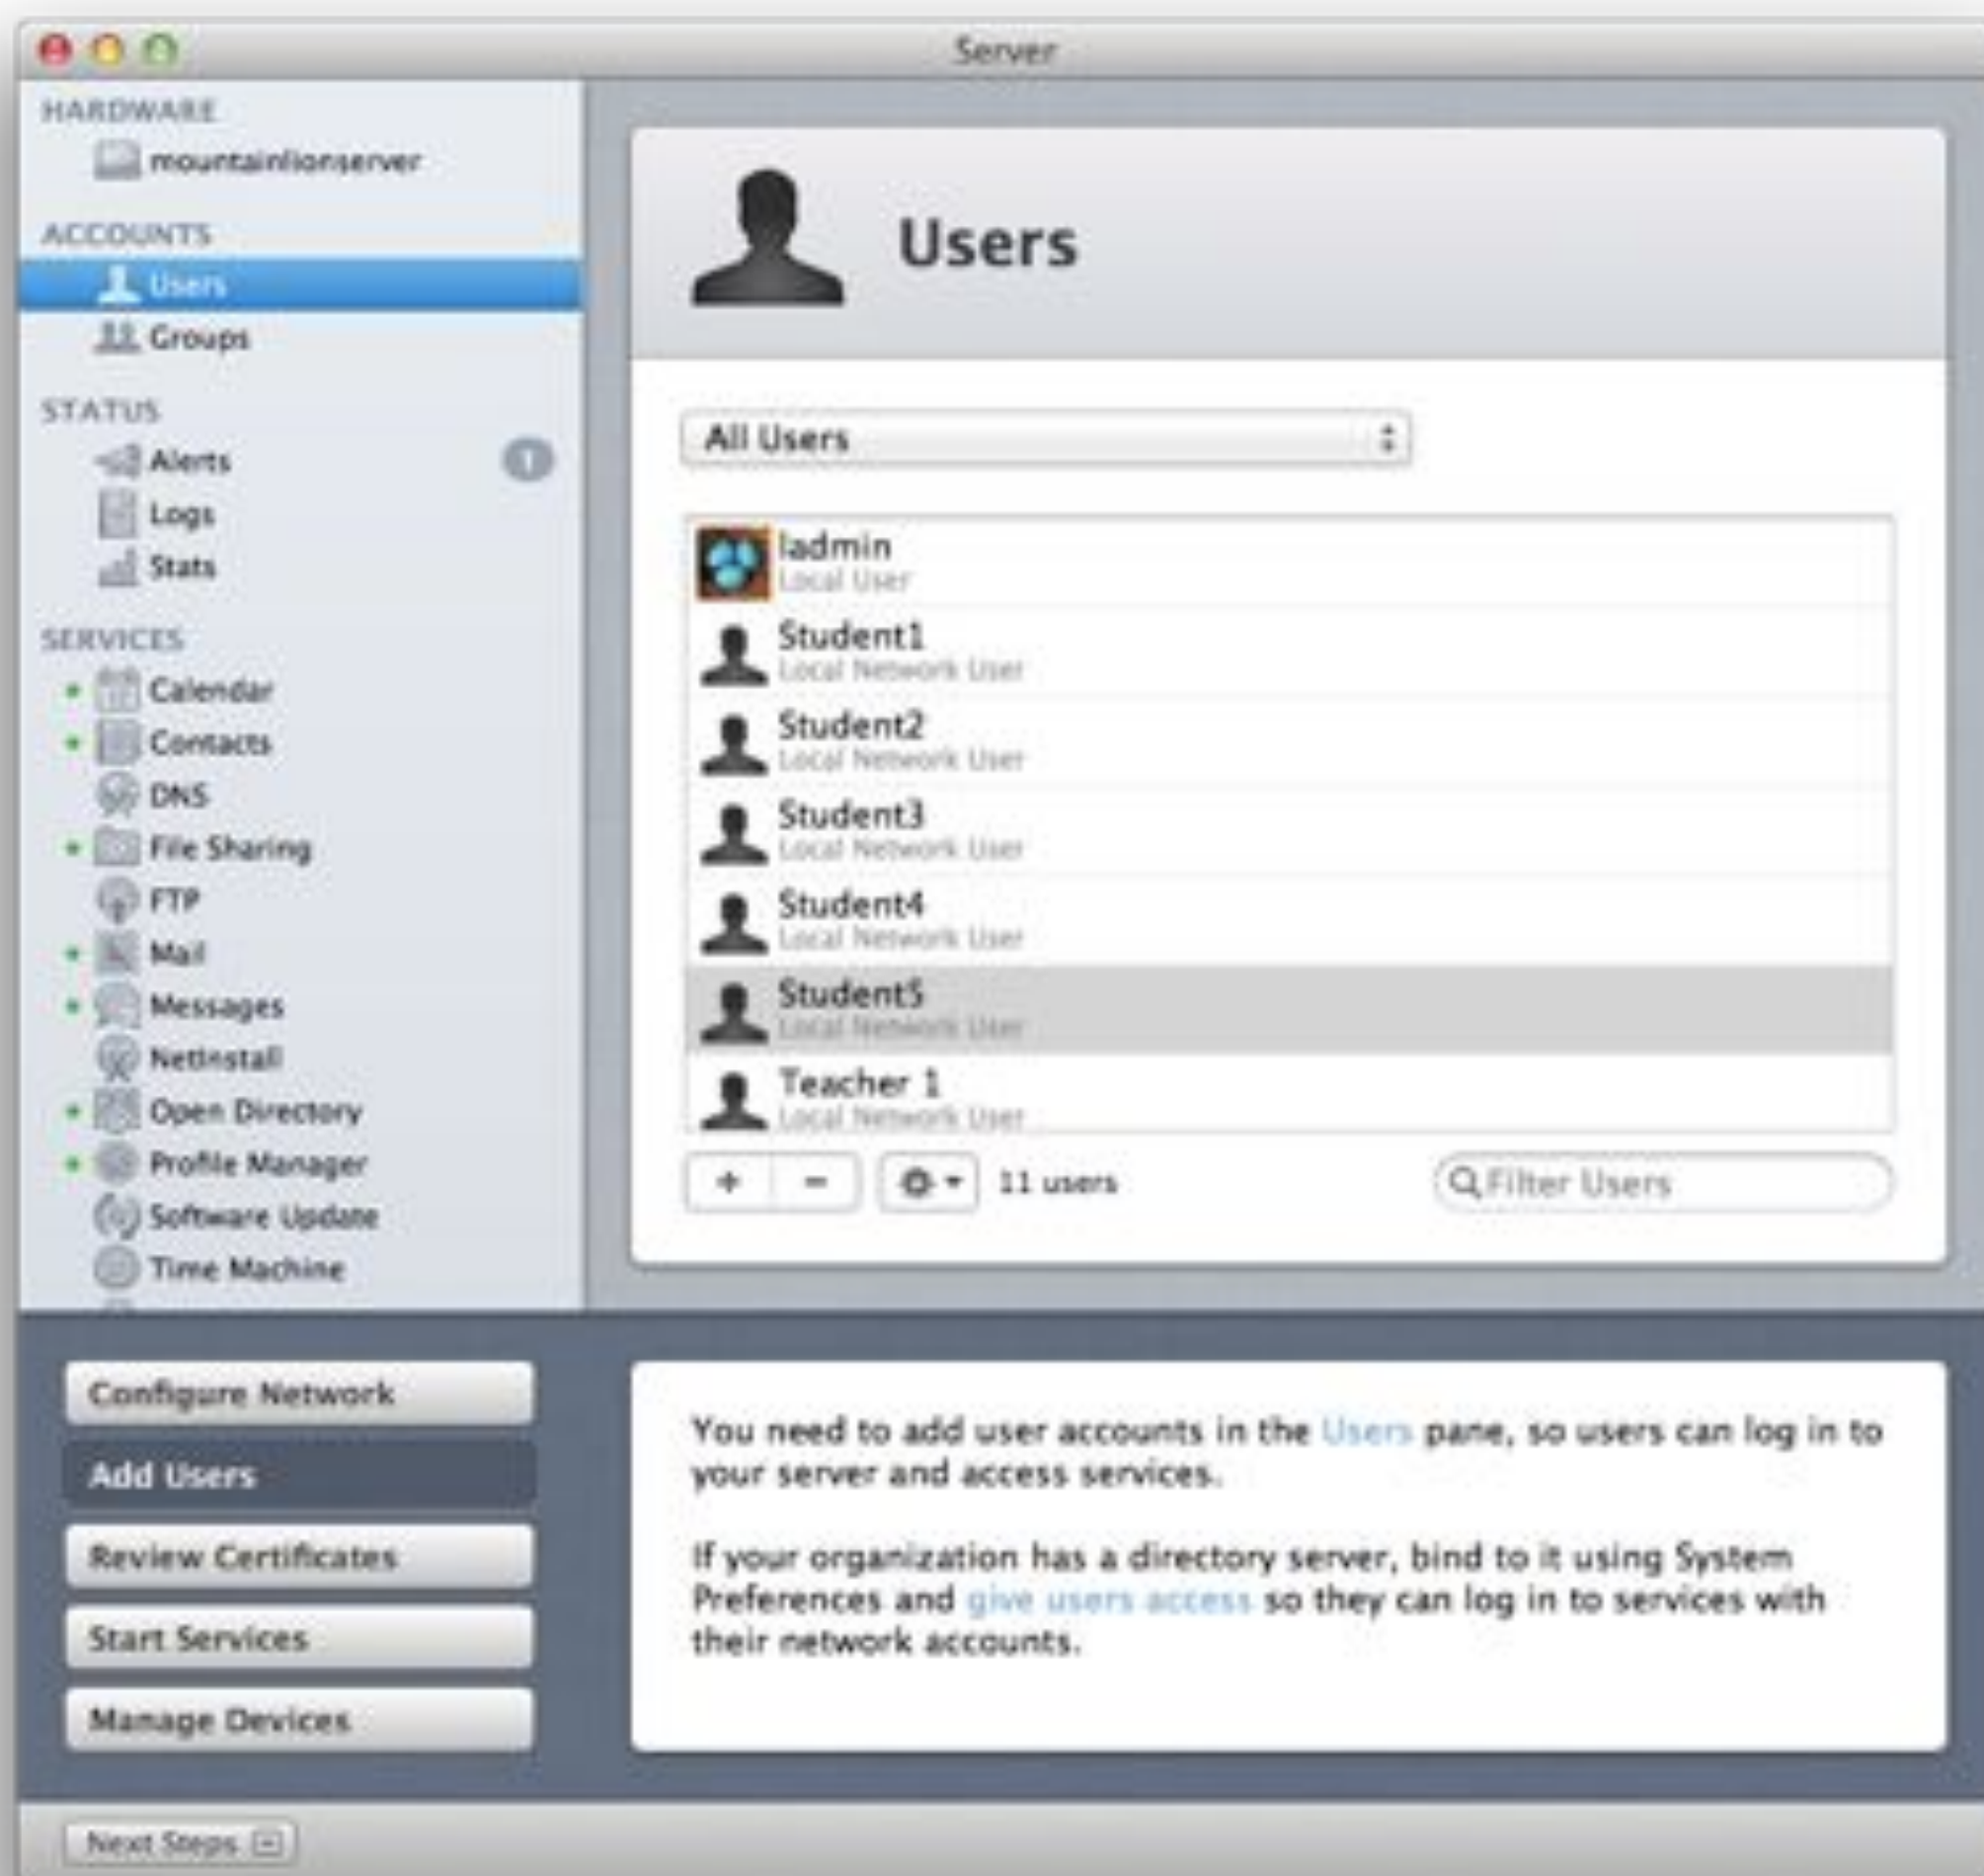 Server
HARDWARE
mountainlionserver
ACCOUNTS
Users
Groups
STATUS
Alerts
1
Logs
Stats
SERVICES
Calendar
Contacts
DNS
File Sharing
FTP
Mail
Messages
NetInstall
Open Directory
Profile Manager
Software Update
Time Machine
Users
All Users
ladmin
Local User
Student1
Local Network User
Student2
Local Network User
Student3
Local Network User
Student4
Local Network User
Student5
Local Network User
Teacher 1
Local Network User
+ - 11 users
Filter Users
Configure Network
Add Users
Review Certificates
Start Services
Manage Devices
You need to add user accounts in the Users pane, so users can log in to
your server and access services.
If your organization has a directory server, bind to it using System
Preferences and give users access so they can log in to services with
their network accounts.
Next Steps